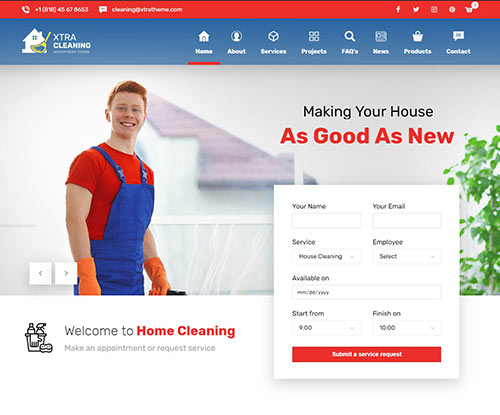 + (818) 45 67 8653 cleaning@xtratheme.com
XTRA
CLEANING
WORDPRESS THEME
Home About Services Projects FAQ's News Products Contact
Making Your House
As Good As New
Your Name Your Email
Service Employee
House Cleaning Select
Available on
mm/dd/yyyy
Start from Finish on
9:00 10:00
Submit a service request
Welcome to Home Cleaning
Make an appointment or request service